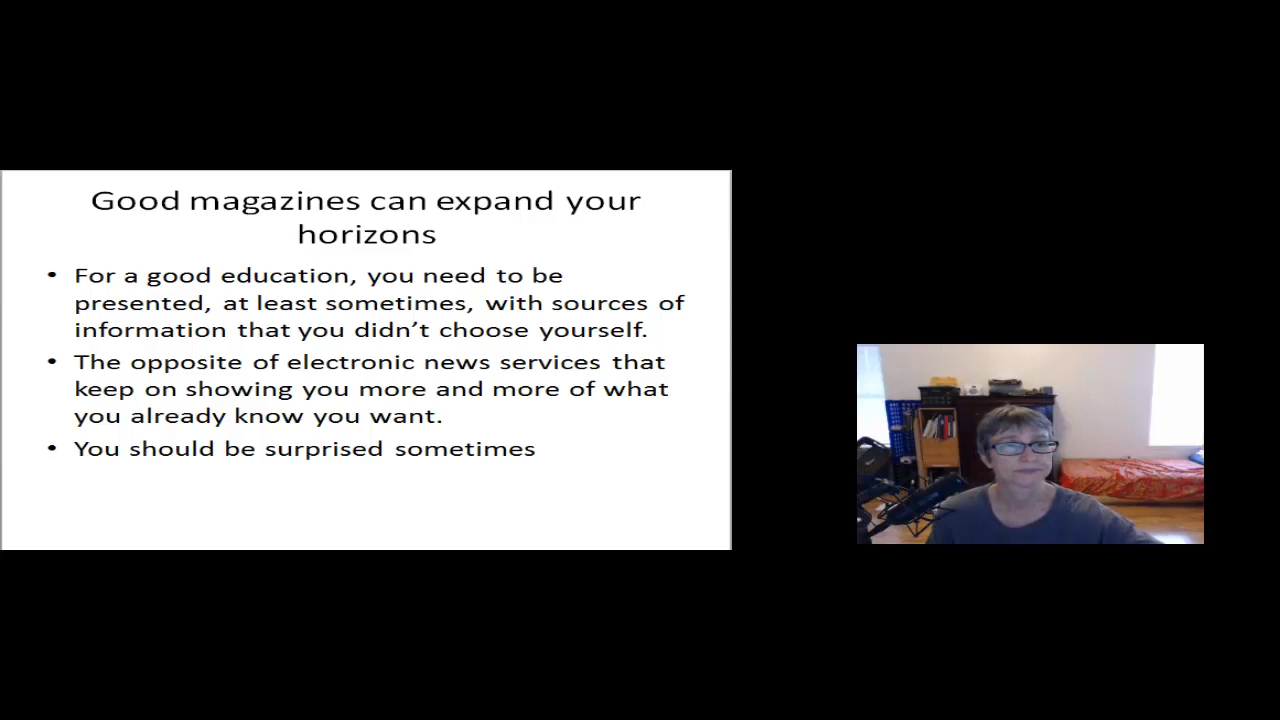 Good magazines can expand your
horizons
• For a good education, you need to be
presented, at least sometimes, with sources of
information that you didn’t choose yourself.
• The opposite of electronic news services that
keep on showing you more and more of what
you already know you want.
• You should be surprised sometimes